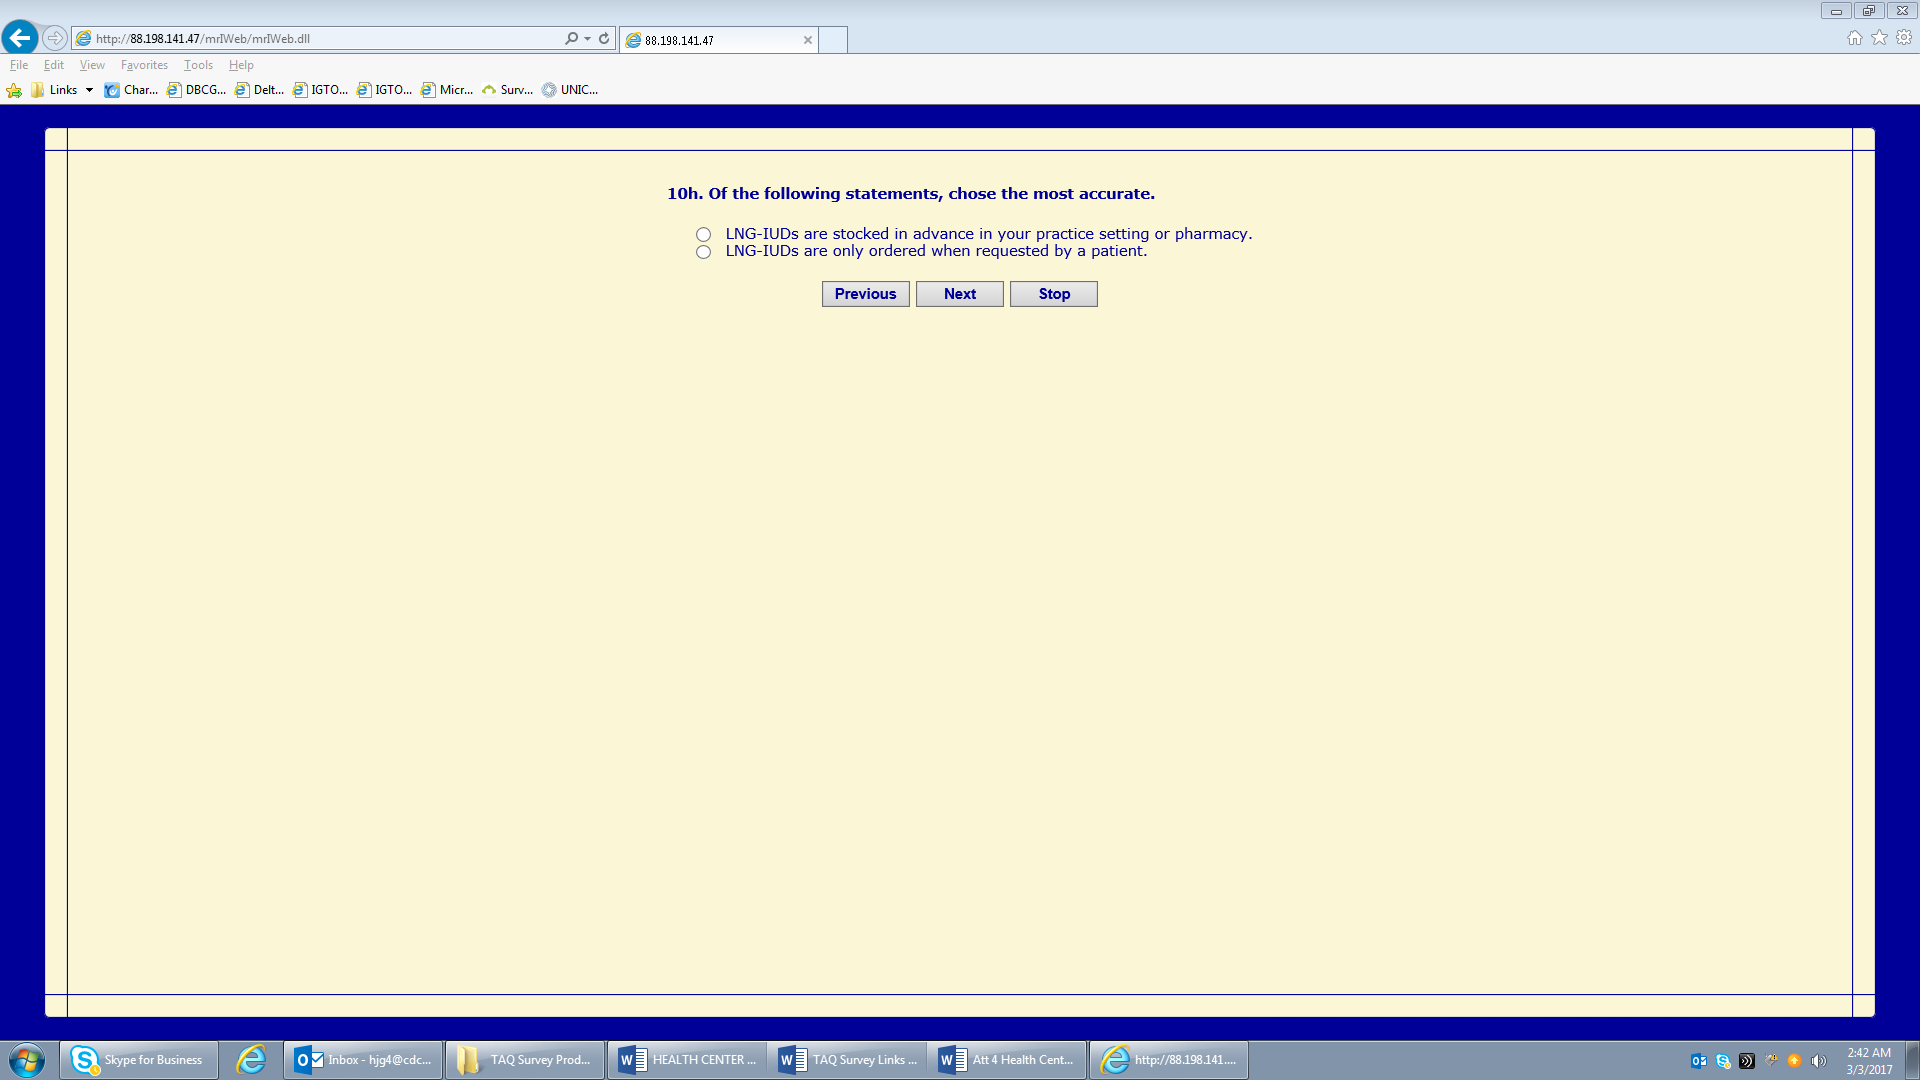 http://88.198.141.47/mrIWeb/mrIWeb.dll
88.198.141.47
File Edit View Favorites Tools Help
Links Char... DBCG... Delt... IGTO... IGTO... Micr... Surv... UNIC...
10h. Of the following statements, chose the most accurate.
LNG-IUDs are stocked in advance in your practice setting or pharmacy.
LNG-IUDs are only ordered when requested by a patient.
Previous Next Stop
Skype for Business Inbox - hjg4@cdc... TAQ Survey Prod... HEALTH CENTER ... TAQ Survey Links ... Att 4 Health Cent... http://88.198.141....
2:42 AM
3/3/2017